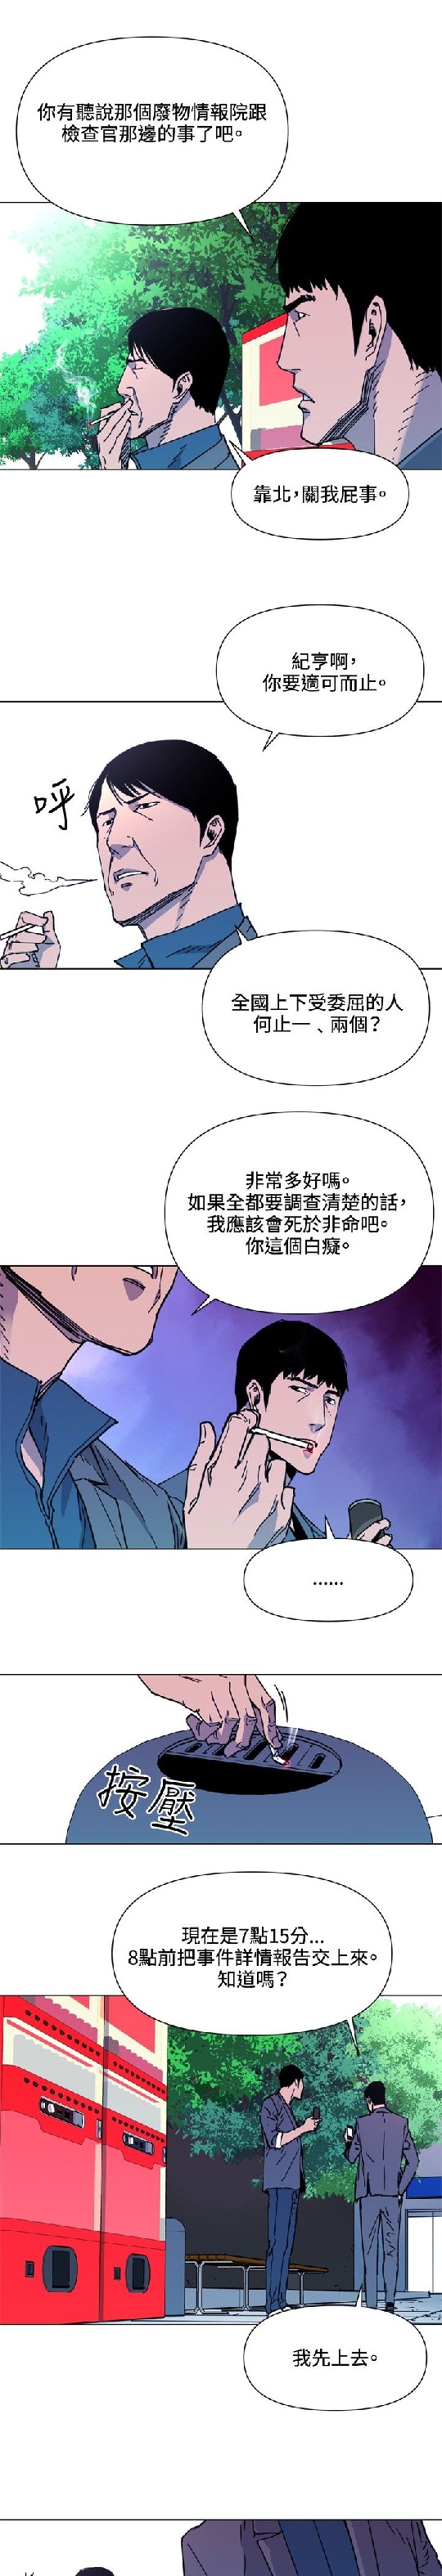 你有聽說那個廢物情報院跟
檢查官那邊的事了吧。
靠北，關我屁事。
紀亨啊，
你要適可而止。
呼
全國上下受委屈的人
何止一、兩個？
非常多好嗎。
如果全都要調查清楚的話，
我應該會死於非命吧。
你這個白癡。
……
按壓
現在是7點15分...
8點前把事件詳情報告交上來。
知道嗎？
我先上去。